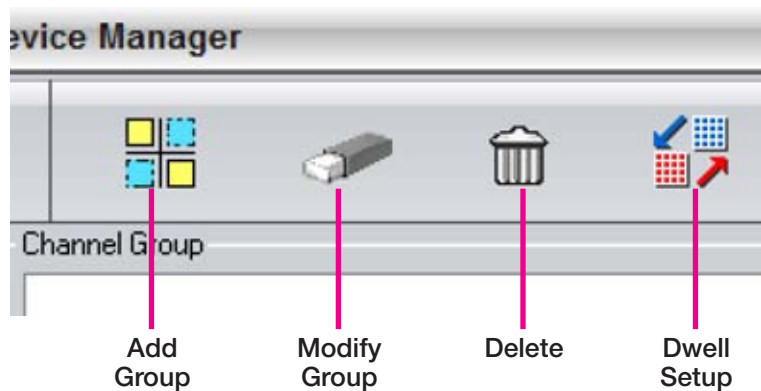 evice Manager
Channel Group
Add
Group
Modify
Group
Delete
Dwell
Setup